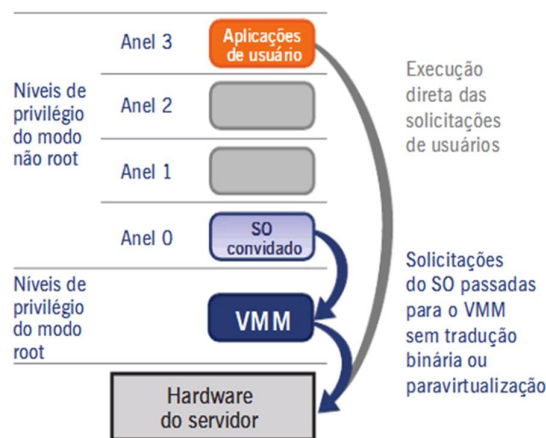 Anel 3
Aplicações
de usuário
Anel 2
Níveis de
privilégio
do modo
não root
Anel 1
Anel 0
SO
convidado
Execução
direta das
solicitações
de usuários
Níveis de
privilégio
do modo
root
VMM
Solicitações
do SO passadas
para o VMM
sem tradução
binária ou
paravirtualização
Hardware
do servidor